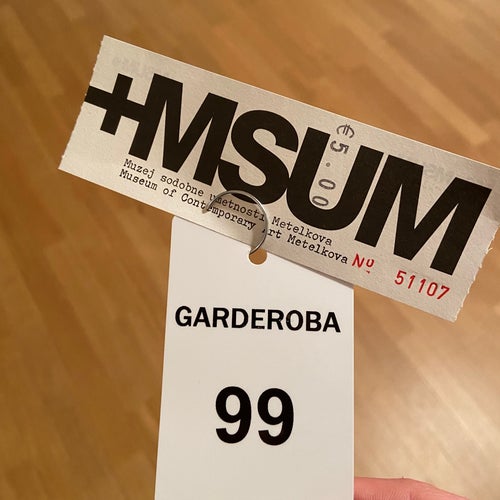 +MSUM
€5.00
Muzej sodobne umetnosti Metelkova
Museum of Contemporary Art Metelkova
Nº 51107
GARDEROBA
99